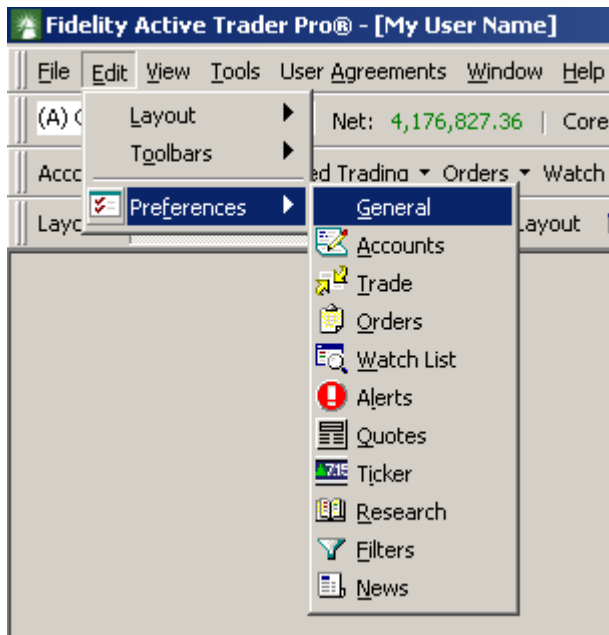 Fidelity Active Trader Pro® - [My User Name]
File Edit View Tools User Agreements Window Help
(A) Net: 4,176,827.36 | Core
Layout
Toolbars
Trading Orders Watch
Preferences
General
Layout
Accounts
Trade
Orders
Watch List
Alerts
Quotes
7.15 Ticker
Research
Filters
News